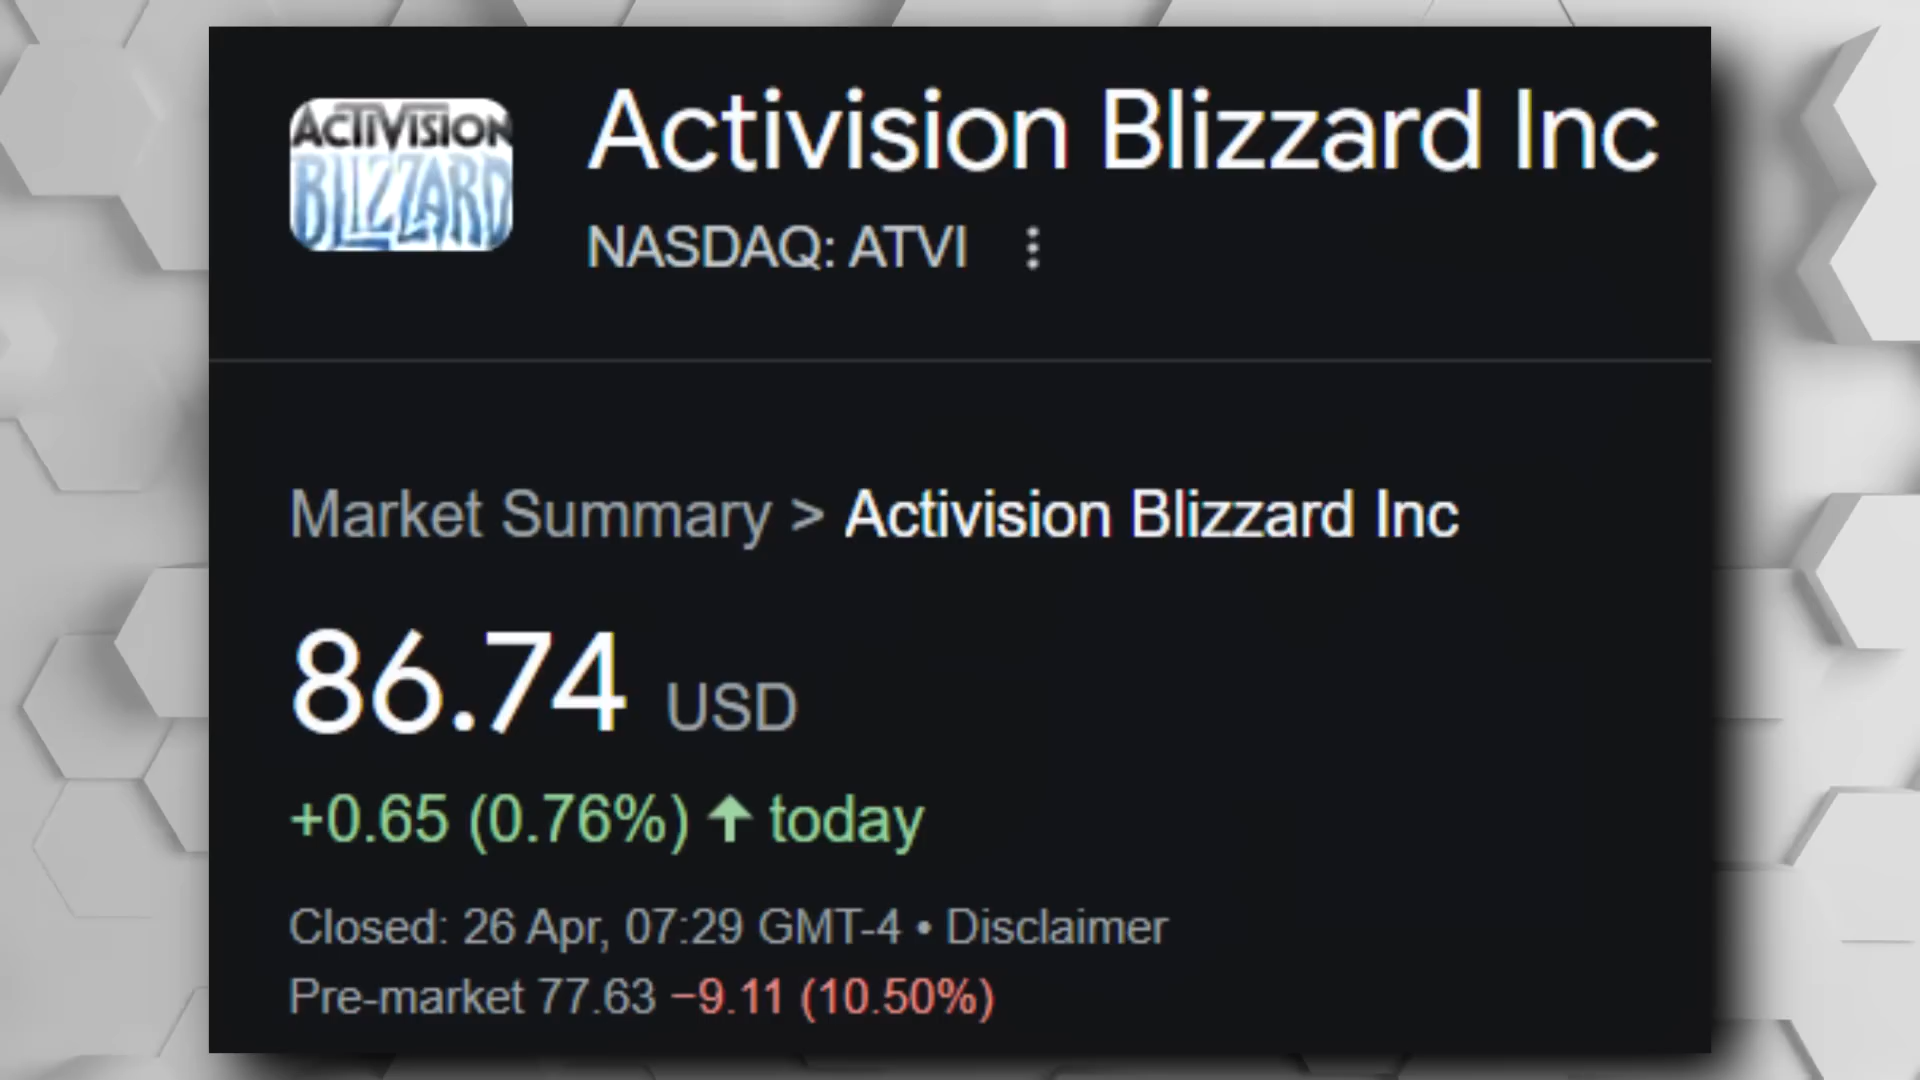 ACTIVISION
BLIZZARD
Activision Blizzard Inc
NASDAQ: ATVI
Market Summary > Activision Blizzard Inc
86.74 USD
+0.65 (0.76%) ↑ today
Closed: 26 Apr, 07:29 GMT-4 • Disclaimer
Pre-market 77.63 −9.11 (10.50%)